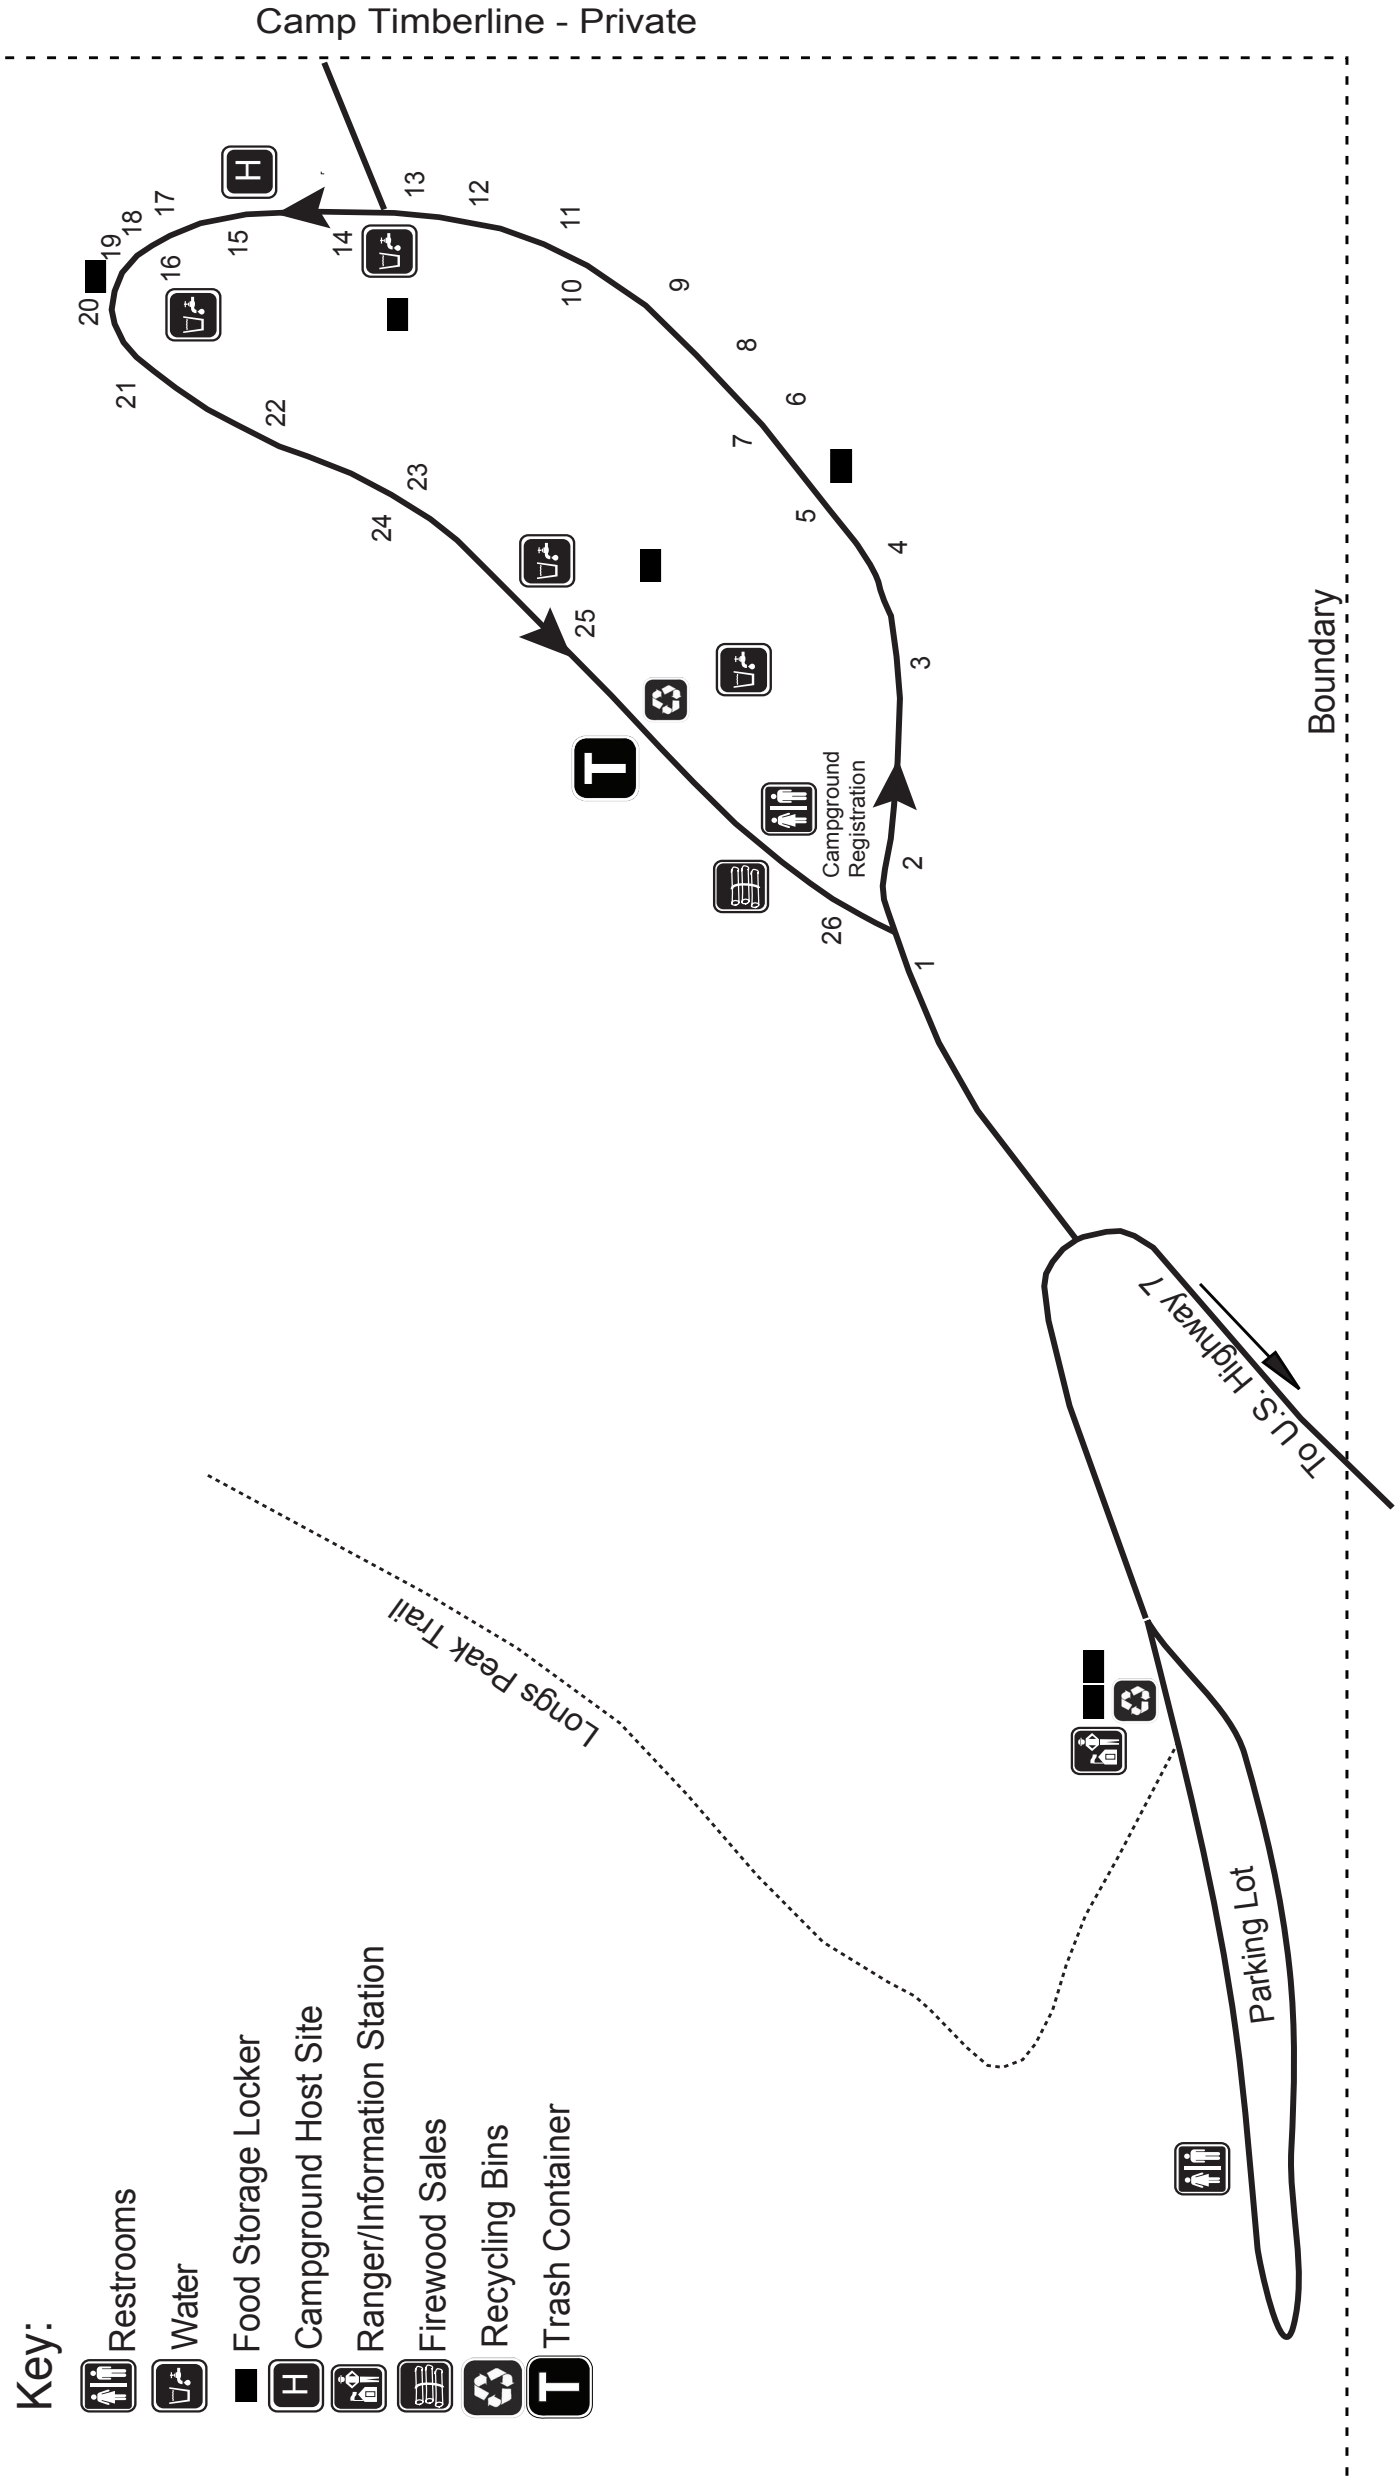 Camp Timberline - Private
H
13
12
17
18
19
11
15
14
16
20
10
9
8
21
6
22
7
23
5
24
4
25
Boundary
3
T
Campground
Registration
2
26
1
To U.S. Highway 7
Longs Peak Trail
Parking Lot
Key:
Restrooms
Water
Food Storage Locker
H Campground Host Site
Ranger/Information Station
Firewood Sales
Recycling Bins
T Trash Container